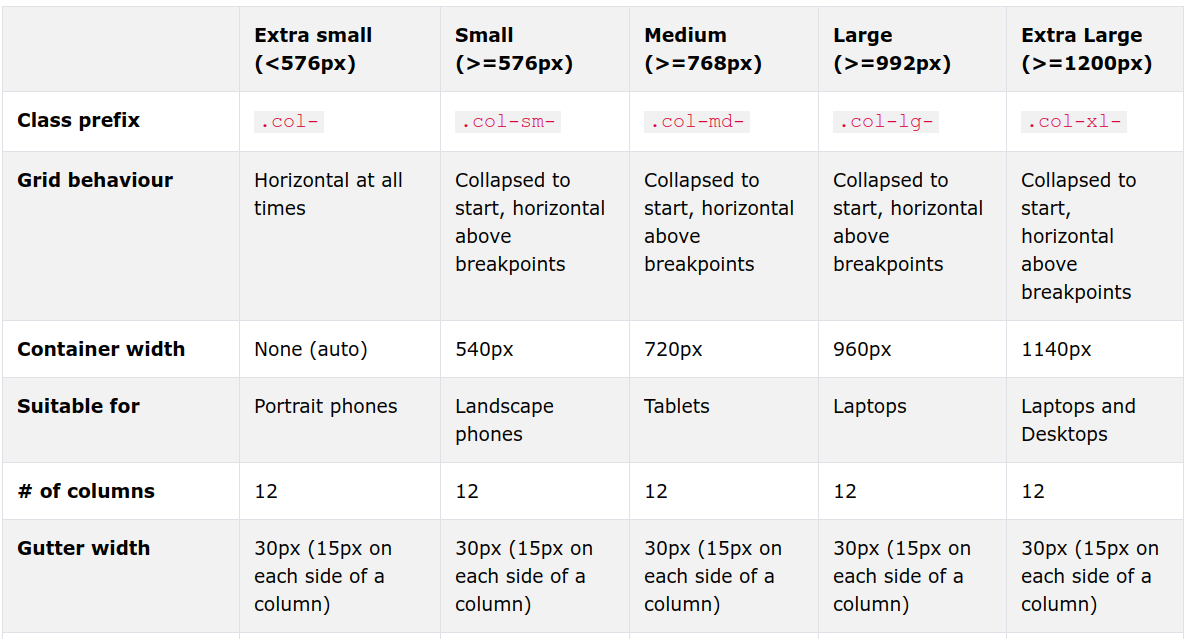 Extra small Small Medium Large Extra Large
(<576px) (>=576px) (>=768px) (>=992px) (>=1200px)
Class prefix .col- .col-sm- .col-md- .col-lg- .col-xl-
Grid behaviour Horizontal at all Collapsed to Collapsed to Collapsed to Collapsed to
times start, horizontal start, horizontal start, horizontal start,
above above above horizontal
breakpoints breakpoints breakpoints above
breakpoints
Container width None (auto) 540px 720px 960px 1140px
Suitable for Portrait phones Landscape Tablets Laptops Laptops and
phones Desktops
# of columns 12 12 12 12 12
Gutter width 30px (15px on 30px (15px on 30px (15px on 30px (15px on 30px (15px on
each side of a each side of a each side of a each side of a each side of a
column) column) column) column) column)